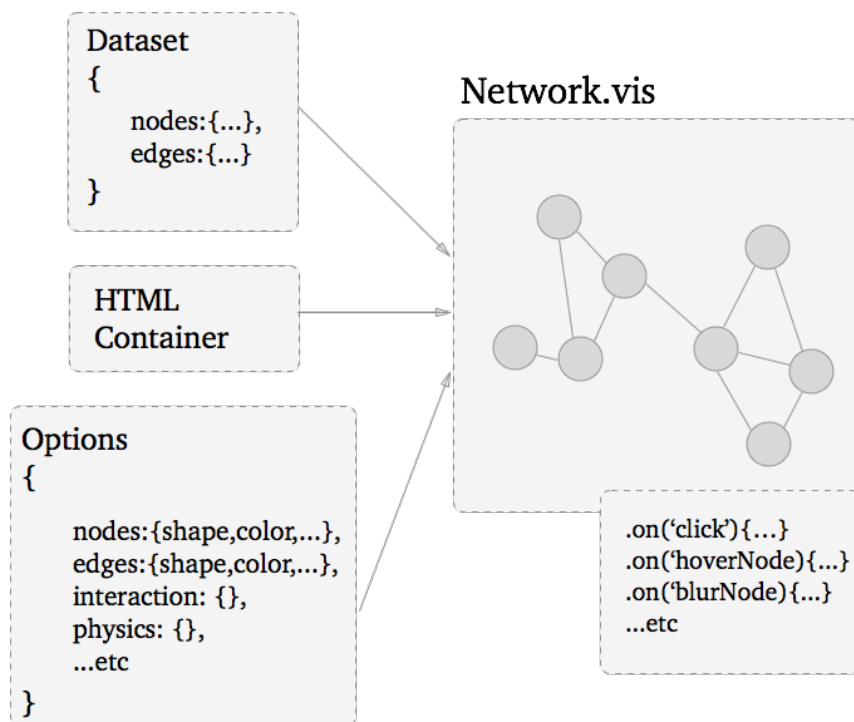 Dataset
{
nodes:{...},
edges:{...}
}
HTML
Container
Options
{
nodes:{shape,color,...},
edges:{shape,color,...},
interaction: {},
physics: {},
...etc
}
Network.vis
.on(‘click’){...}
.on(‘hoverNode){...}
.on(‘blurNode){...}
...etc